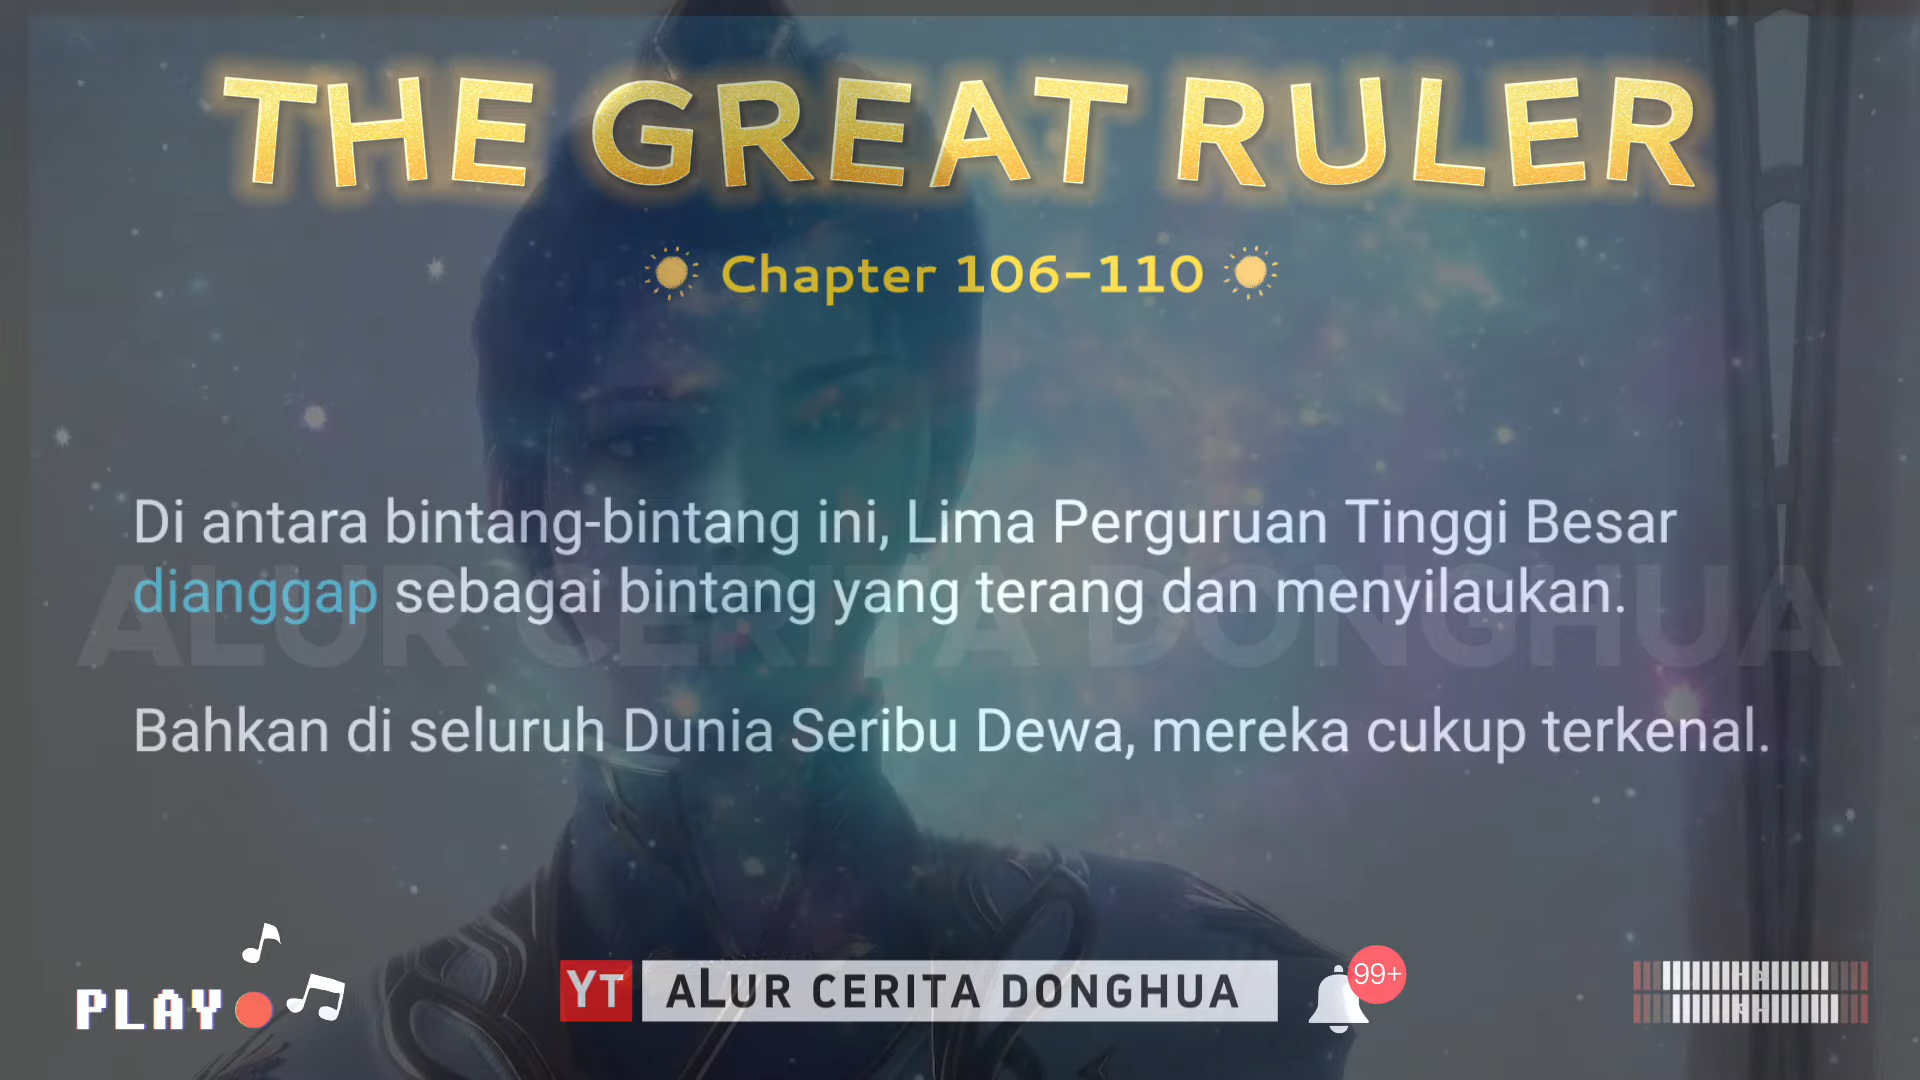 THE GREAT RULER
Chapter 106-110
Di antara bintang-bintang ini, Lima Perguruan Tinggi Besar
dianggap sebagai bintang yang terang dan menyilaukan.
ALUR CERITA DONGHUA
Bahkan di seluruh Dunia Seribu Dewa, mereka cukup terkenal.
PLAY
YT ALUR CERITA DONGHUA
99+